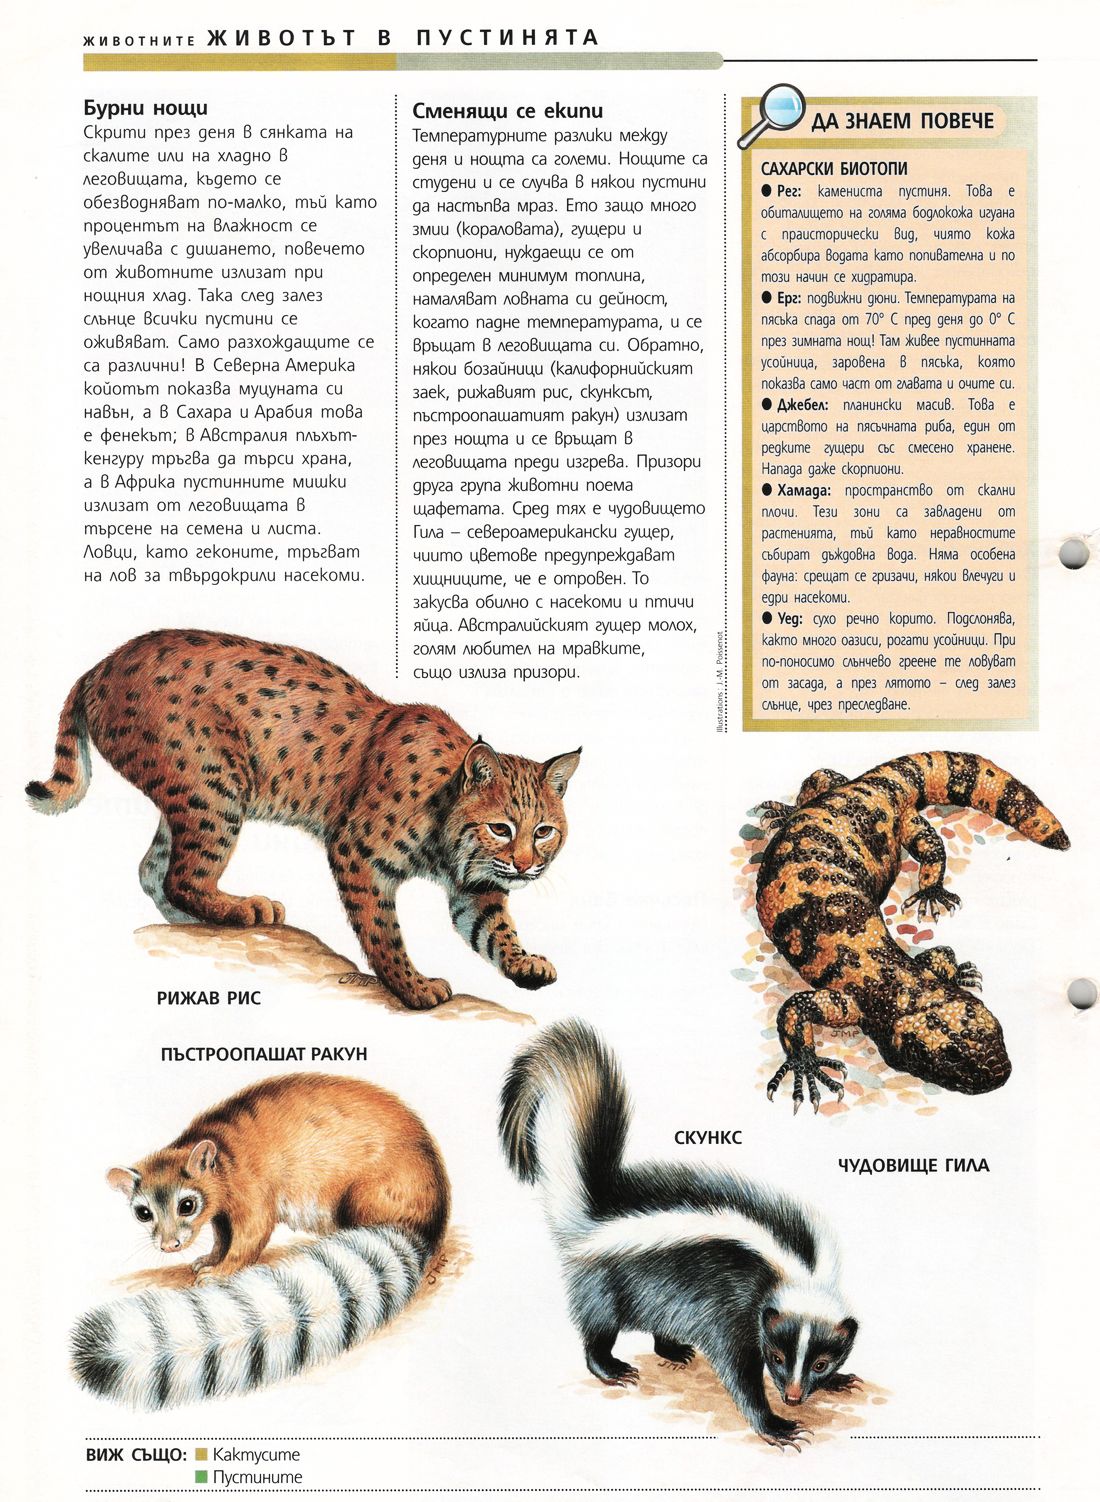 ЖИВОТНИТЕ ЖИВОТЪТ В ПУСТИНЯТА
Бурни нощи
Скрити през деня в сянката на
скалите или на хладно в
леговищата, където се
обезводняват по-малко, тъй като
процентът на влажност се
увеличава с дишането, повечето
от животните излизат при
нощния хлад. Така след залез
слънце всички пустини се
оживяват. Само разхождащите се
са различни! В Северна Америка
койотът показва муцуната си
навън, а в Сахара и Арабия това
е фенекът; в Австралия плъхът-
кенгуру тръгва да търси храна,
а в Африка пустинните мишки
излизат от леговищата в
търсене на семена и листа.
Ловци, като геконите, тръгват
на лов за твърдокрили насекоми.
Сменящи се екипи
Температурните разлики между
деня и нощта са големи. Нощите са
студени и се случва в някои пустини
да настъпва мраз. Ето защо много
змии (кораловата), гущери и
скорпиони, нуждаещи се от
определен минимум топлина,
намаляват ловната си дейност,
когато падне температурата, и се
връщат в леговищата си. Обратно,
някои бозайници (калифорнийският
заек, рижавият рис, скунксът,
пъстроопашатият ракун) излизат
през нощта и се връщат в
леговищата преди изгрева. Призори
друга група животни поема
щафетата. Сред тях е чудовището
Гила – североамерикански гущер,
чиито цветове предупреждават
хищниците, че е отровен. То
закусва обилно с насекоми и птичи
яйца. Австралийският гущер молох,
голям любител на мравките,
също излиза призори.
Illustrations : J.-M. Poissenot
ДА ЗНАЕМ ПОВЕЧЕ
САХАРСКИ БИОТОПИ
● Рег: камениста пустиня. Това е
обиталището на голяма бодлокожа игуана
с праисторически вид, чиято кожа
абсорбира водата като попивателна и по
този начин се хидратира.
● Ерг: подвижни дюни. Температурата на
пясъка спада от 70° С пред деня до 0° С
през зимната нощ! Там живее пустинната
усойница, заровена в пясъка, която
показва само част от главата и очите си.
● Джебел: планински масив. Това е
царството на пясъчната риба, един от
редките гущери със смесено хранене.
Напада даже скорпиони.
● Хамада: пространство от скални
плочи. Тези зони са завладени от
растенията, тъй като неравностите
събират дъждовна вода. Няма особена
фауна: срещат се гризачи, някои влечуги и
едри насекоми.
● Уед: сухо речно корито. Подслонява,
както много оазиси, рогати усойници. При
по-поносимо слънчево греене те ловуват
от засада, а през лятото – след залез
слънце, чрез преследване.
JMP
РИЖАВ РИС
JMP
ПЪСТРООПАШАТ РАКУН
СКУНКС
ЧУДОВИЩЕ ГИЛА
JMP
JMP
ВИЖ СЪЩО: Кактусите
Пустините